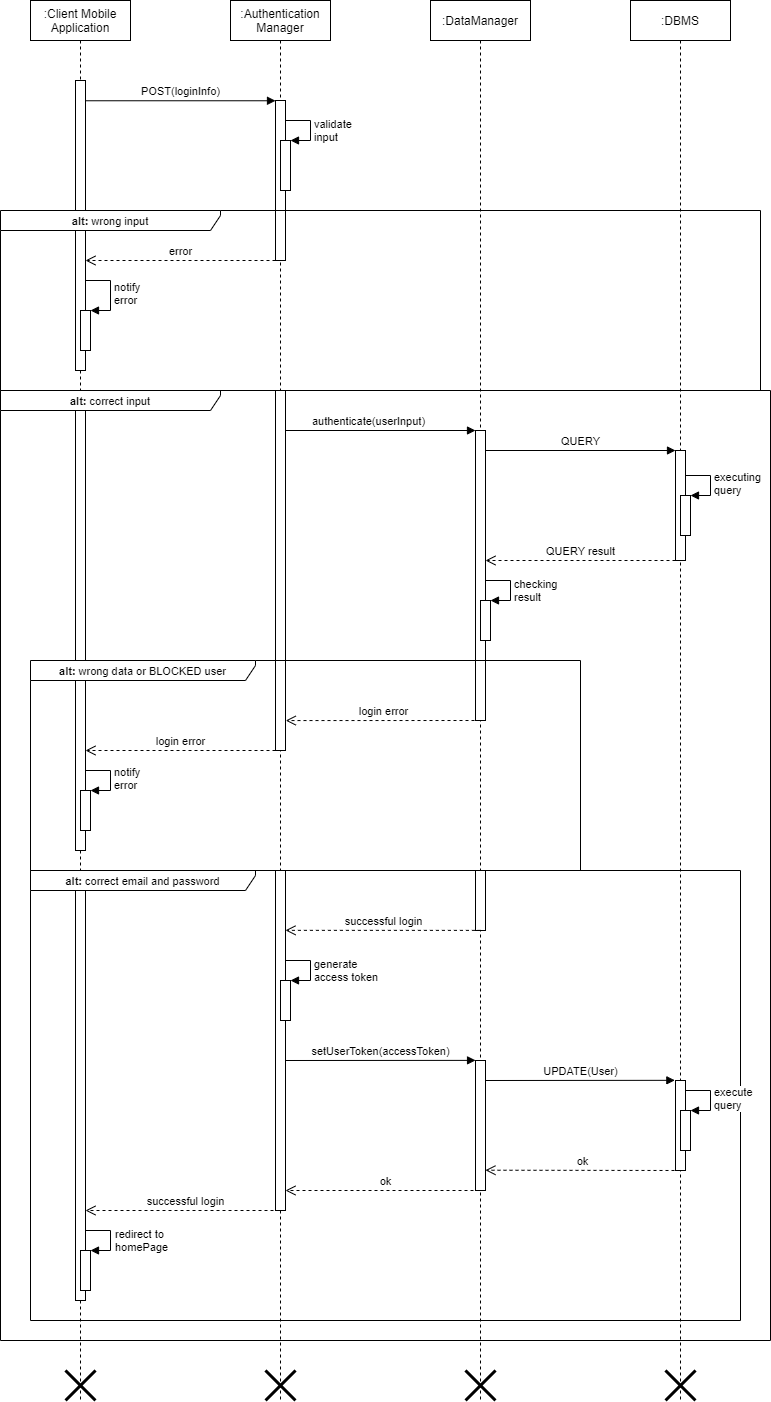 :Client Mobile
Application
:Authentication
Manager
:DataManager
:DBMS
POST(loginInfo)
validate
input
alt: wrong input
error
notify
error
alt: correct input
authenticate(userInput)
QUERY
executing
query
QUERY result
checking
result
alt: wrong data or BLOCKED user
login error
login error
notify
error
alt: correct email and password
successful login
generate
access token
setUserToken(accessToken)
UPDATE(User)
execute
query
ok
ok
successful login
redirect to
homePage